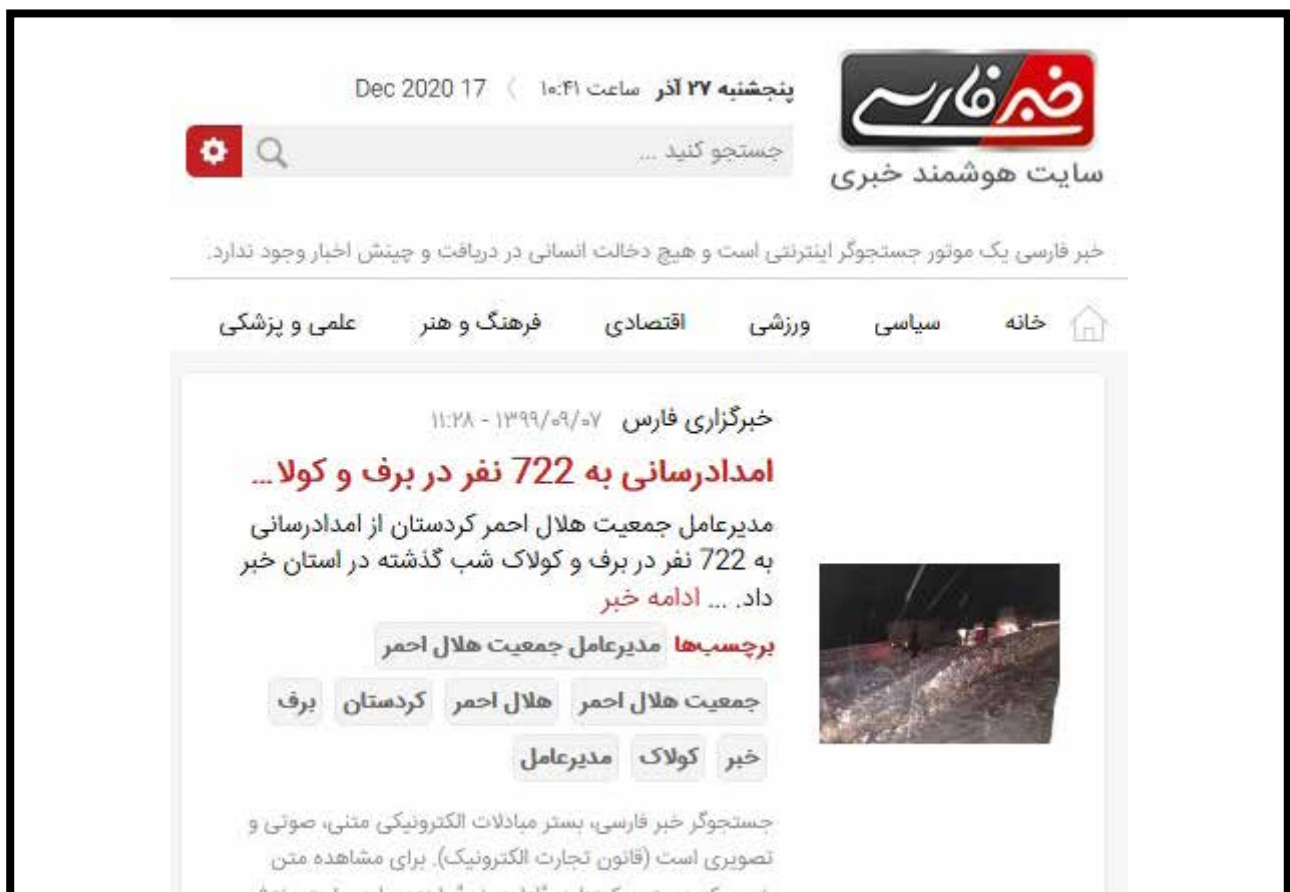 خبر فارسی
سایت هوشمند خبری
پنجشنبه ۲۷ آذر ساعت ۱۰:۴۱ 〉 17 Dec 2020
جستجو کنید ...
خبر فارسی یک موتور جستجوگر اینترنتی است و هیچ دخالت انسانی در دریافت و چینش اخبار وجود ندارد.
خانه سیاسی ورزشی اقتصادی فرهنگ و هنر علمی و پزشکی
خبرگزاری فارس ۱۳۹۹/۰۹/۰۷ - ۱۱:۲۸
امدادرسانی به 722 نفر در برف و کولا ...
مدیرعامل جمعیت هلال احمر کردستان از امدادرسانی
به 722 نفر در برف و کولاک شب گذشته در استان خبر
داد. ... ادامه خبر
برچسب‌ها مدیرعامل جمعیت هلال احمر
جمعیت هلال احمر هلال احمر کردستان برف
خبر کولاک مدیرعامل
جستجوگر خبر فارسی، بستر مبادلات الکترونیکی متنی، صوتی و
تصویری است (قانون تجارت الکترونیک). برای مشاهده متن